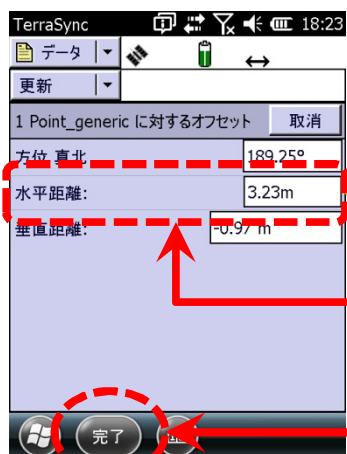 TerraSync 18:23
データ
更新
1 Point_generic に対するオフセット 取消
方位 真北 189.25°
水平距離: 3.23m
垂直距離: -0.97 m
完了